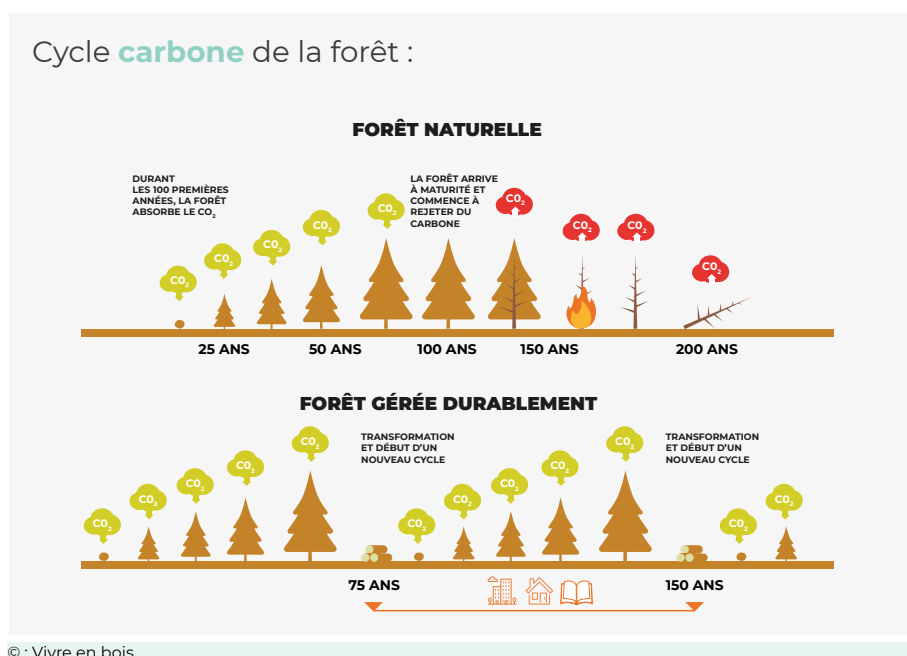 Cycle carbone de la forêt :
FORÊT NATURELLE
DURANT
LES 100 PREMIÈRES
ANNÉES, LA FORÊT
ABSORBE LE CO₂
LA FORÊT ARRIVE
À MATURITÉ ET
COMMENCE À
REJETER DU
CARBONE
CO₂
CO₂
CO₂
CO₂
CO₂
CO₂
CO₂
CO₂
CO₂
25 ANS
50 ANS
100 ANS
150 ANS
200 ANS
FORÊT GÉRÉE DURABLEMENT
TRANSFORMATION
ET DÉBUT D'UN
NOUVEAU CYCLE
TRANSFORMATION
ET DÉBUT D'UN
NOUVEAU CYCLE
CO₂
CO₂
CO₂
CO₂
CO₂
CO₂
CO₂
CO₂
CO₂
CO₂
CO₂
CO₂
75 ANS
150 ANS
© : Vivre en bois